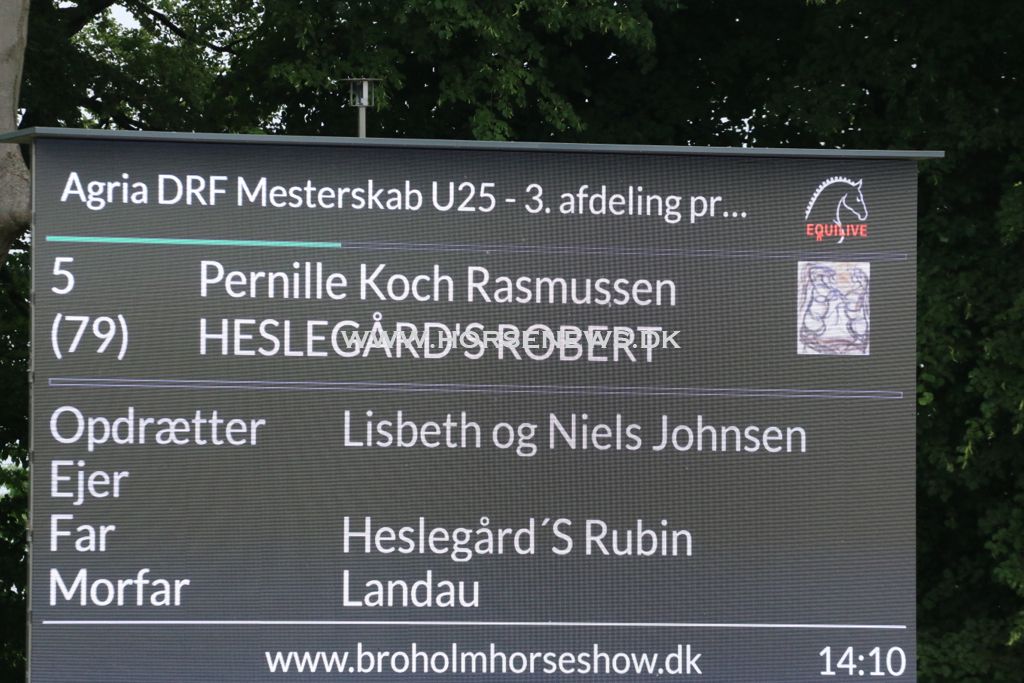 Agria DRF Mesterskab U25 - 3. afdeling pr...
EQUILIVE
5 Pernille Koch Rasmussen
(79) HESLEGÅRD'S ROBERT
WWW.HORSENEWS.DK
Opdrætter Lisbeth og Niels Johnsen
Ejer
Far Heslegård´S Rubin
Morfar Landau
www.broholmhorseshow.dk 14:10